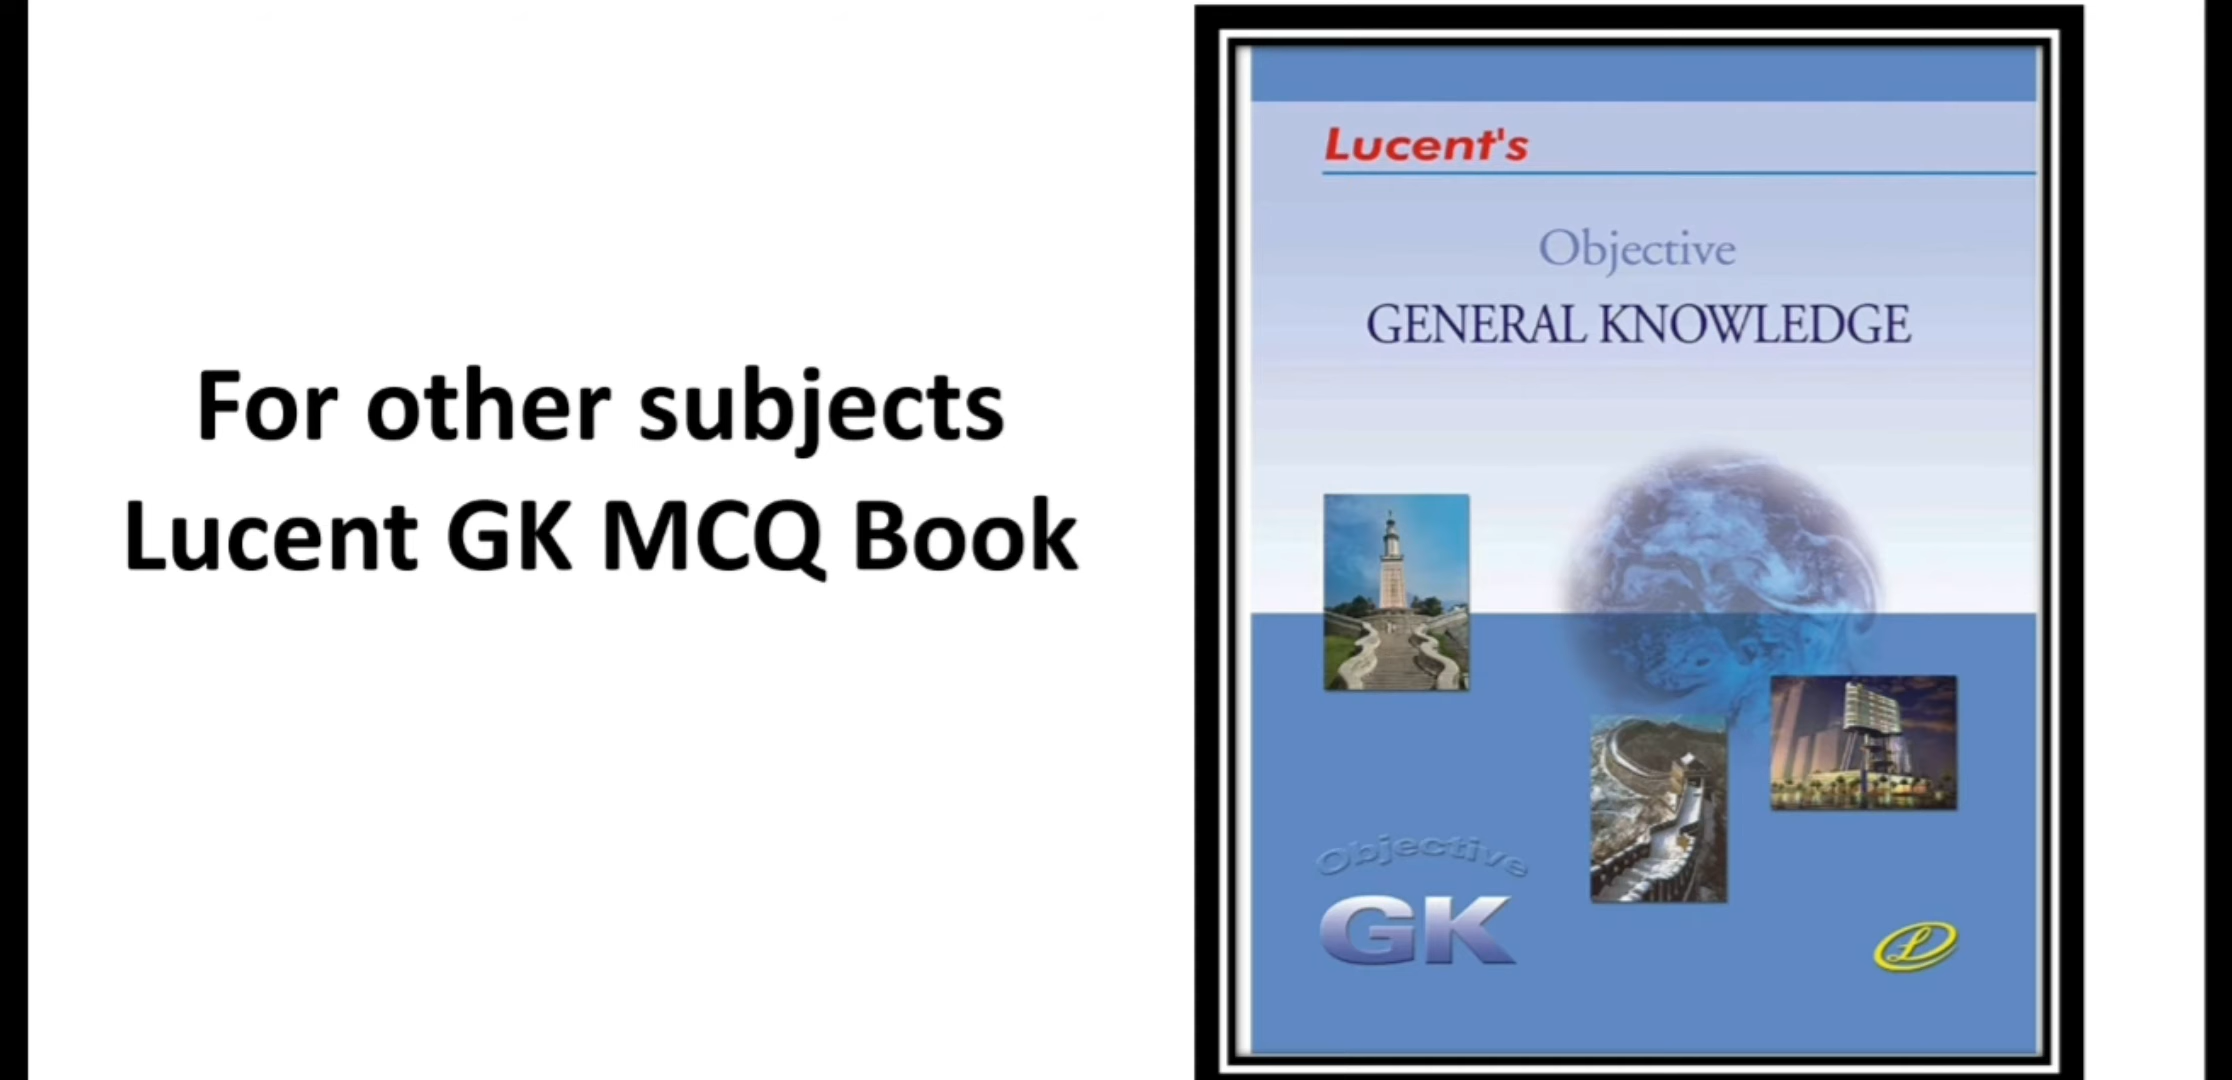 For other subjects
Lucent GK MCQ Book
Lucent's
Objective
GENERAL KNOWLEDGE
Objective
GK